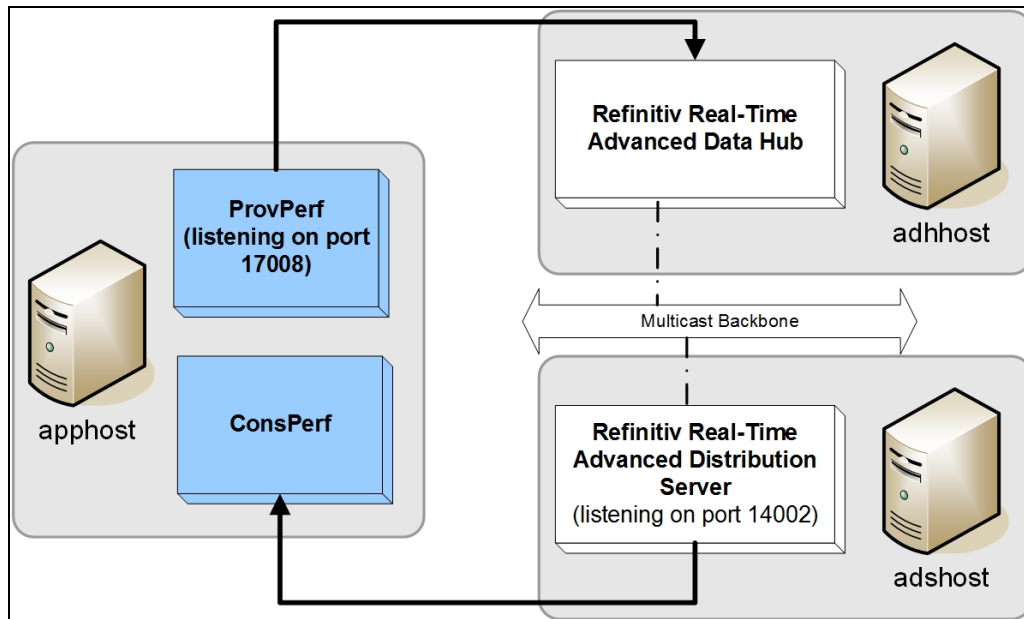 Refinitiv Real-Time
Advanced Data Hub
adhhost
ProvPerf
(listening on port
17008)
apphost
ConsPerf
Multicast Backbone
Refinitiv Real-Time
Advanced Distribution
Server
(listening on port 14002)
adshost